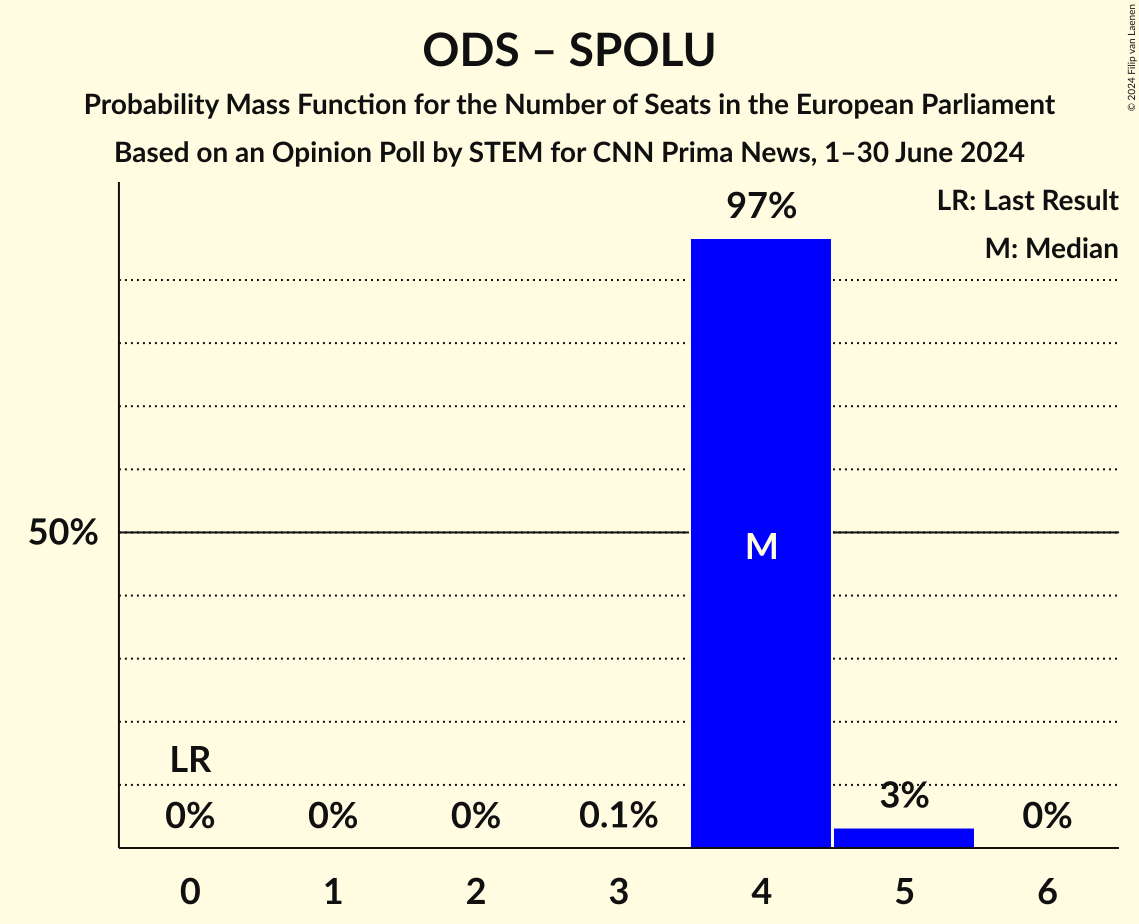 ODS – SPOLU
Probability Mass Function for the Number of Seats in the European Parliament
Based on an Opinion Poll by STEM for CNN Prima News, 1–30 June 2024
© 2024 Filip van Laenen
LR: Last Result
M: Median
97%
50%
M
LR
0%
0%
0%
0.1%
3%
0%
0
1
2
3
4
5
6